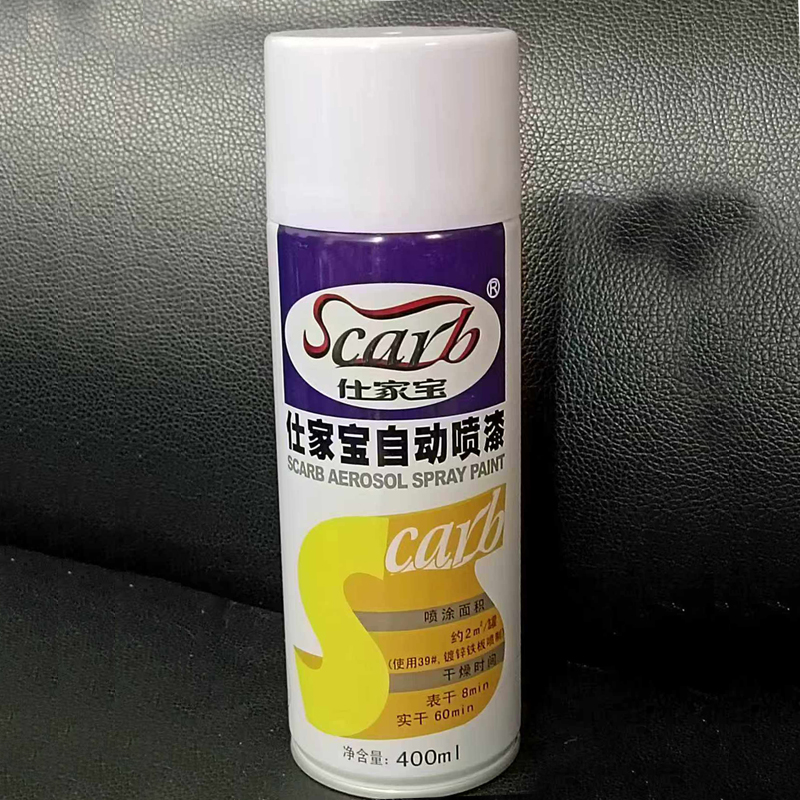 Scarb®
仕家宝
仕家宝自动喷漆
SCARB AEROSOL SPRAY PAINT
carb
喷涂面积
约2㎡/罐
(使用39#,镀锌铁板喷
干燥时间
表干 8min
实干 60min
净含量: 400ml